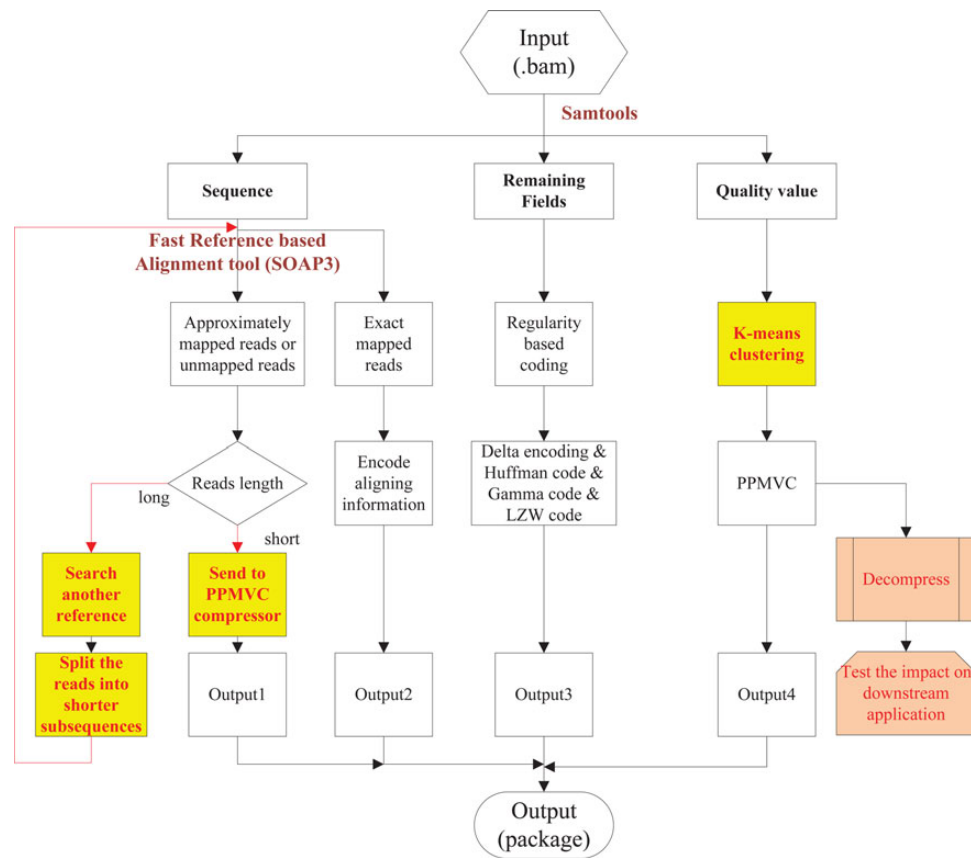 Input
(.bam)
Samtools
Sequence
Remaining
Fields
Quality value
Fast Reference based
Alignment tool (SOAP3)
Approximately
mapped reads or
unmapped reads
Exact
mapped
reads
Regularity
based
coding
K-means
clustering
Reads length
long
short
Encode
aligning
information
Delta encoding &
Huffman code &
Gamma code &
LZW code
PPMVC
Search
another
reference
Send to
PPMVC
compressor
Decompress
Split the
reads into
shorter
subsequences
Output1
Output2
Output3
Output4
Test the impact on
downstream
application
Output
(package)